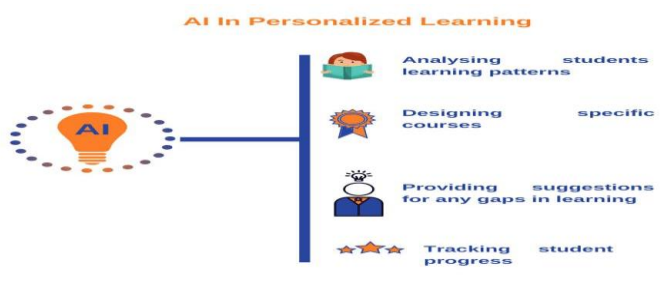 AI In Personalized Learning
AI
Analysing students
learning patterns
Designing specific
courses
Providing suggestions
for any gaps in learning
Tracking student
progress